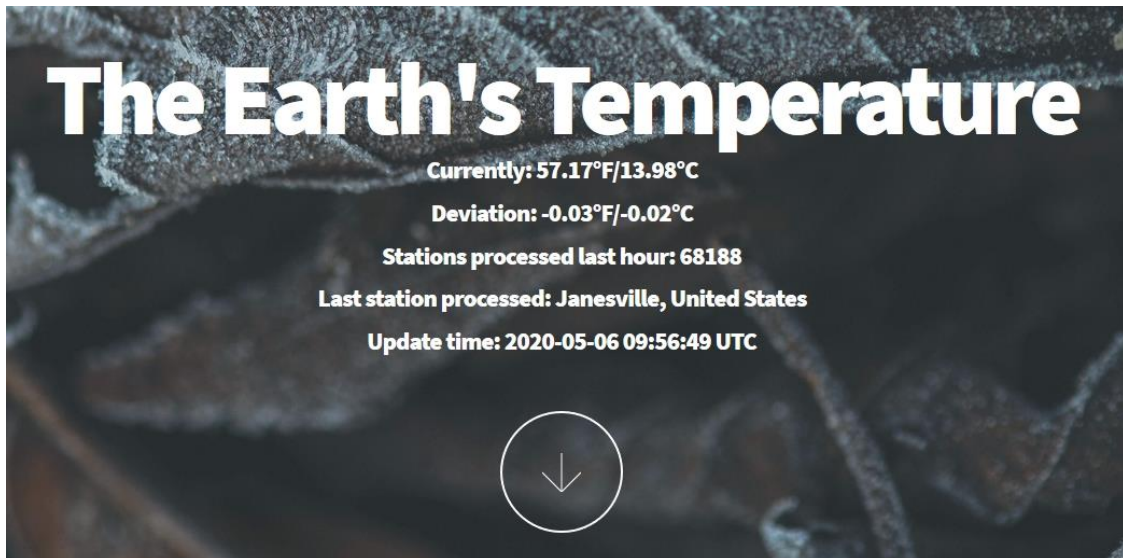 The Earth's Temperature
Currently: 57.17°F/13.98°C
Deviation: -0.03°F/-0.02°C
Stations processed last hour: 68188
Last station processed: Janesville, United States
Update time: 2020-05-06 09:56:49 UTC